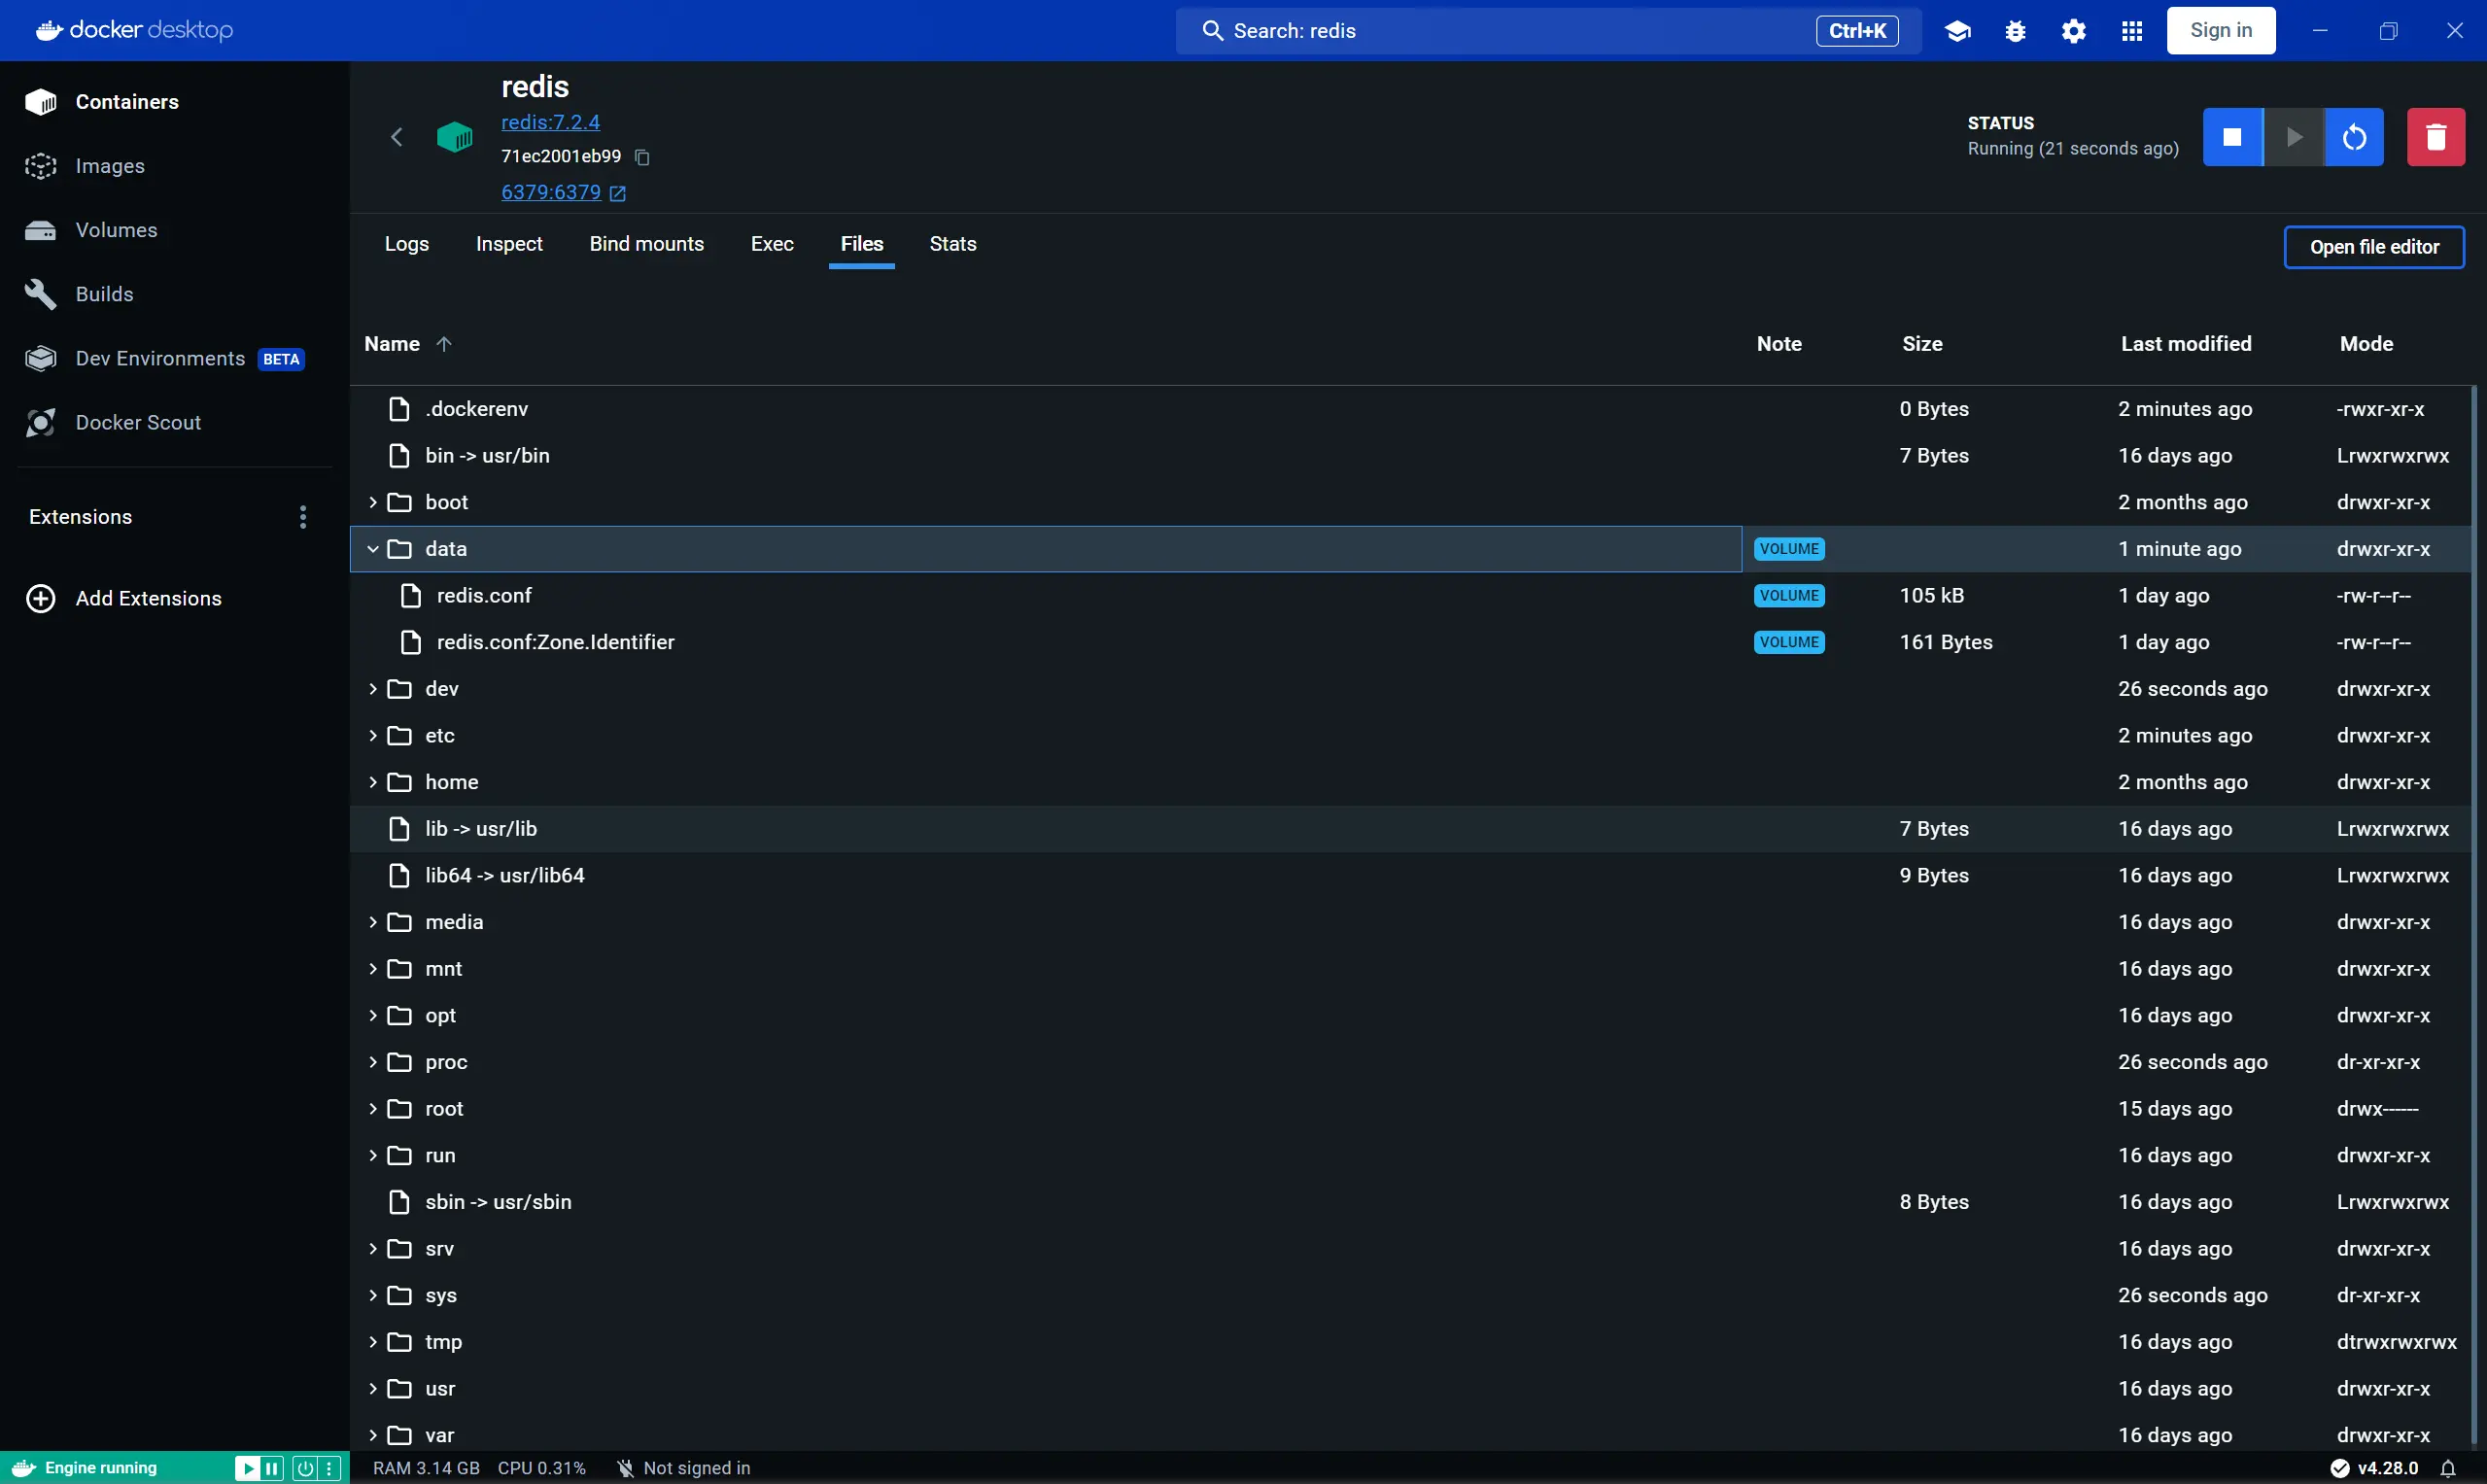 docker desktop
Search: redis
Ctrl+K
Sign in
Containers
Images
Volumes
Builds
Dev Environments BETA
Docker Scout
Extensions
Add Extensions
redis
redis:7.2.4
71ec2001eb99
6379:6379
STATUS
Running (21 seconds ago)
Logs Inspect Bind mounts Exec Files Stats
Open file editor
Name Note Size Last modified Mode
.dockerenv 0 Bytes 2 minutes ago -rwxr-xr-x
bin -> usr/bin 7 Bytes 16 days ago Lrwxrwxrwx
boot 2 months ago drwxr-xr-x
data VOLUME 1 minute ago drwxr-xr-x
redis.conf VOLUME 105 kB 1 day ago -rw-r--r--
redis.conf:Zone.Identifier VOLUME 161 Bytes 1 day ago -rw-r--r--
dev 26 seconds ago drwxr-xr-x
etc 2 minutes ago drwxr-xr-x
home 2 months ago drwxr-xr-x
lib -> usr/lib 7 Bytes 16 days ago Lrwxrwxrwx
lib64 -> usr/lib64 9 Bytes 16 days ago Lrwxrwxrwx
media 16 days ago drwxr-xr-x
mnt 16 days ago drwxr-xr-x
opt 16 days ago drwxr-xr-x
proc 26 seconds ago dr-xr-xr-x
root 15 days ago drwx------
run 16 days ago drwxr-xr-x
sbin -> usr/sbin 8 Bytes 16 days ago Lrwxrwxrwx
srv 16 days ago drwxr-xr-x
sys 26 seconds ago dr-xr-xr-x
tmp 16 days ago dtrwxrwxrwx
usr 16 days ago drwxr-xr-x
var 16 days ago drwxr-xr-x
Engine running
RAM 3.14 GB CPU 0.31% Not signed in
v4.28.0